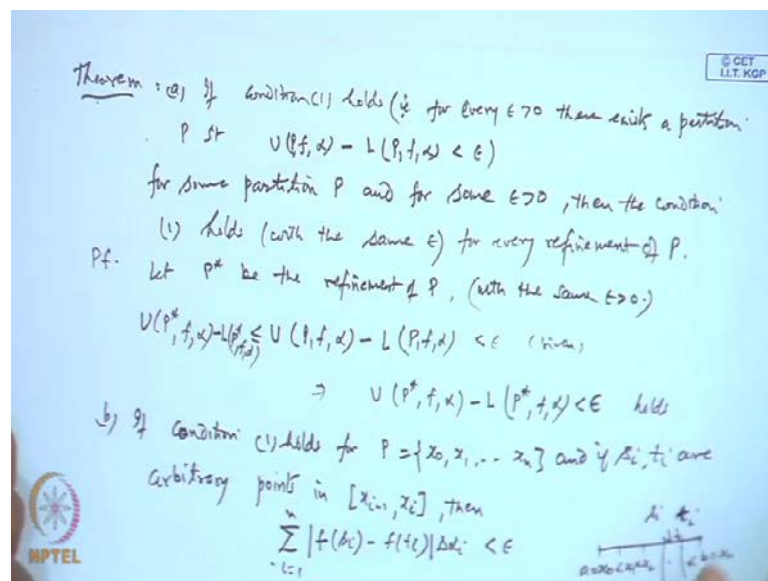 © CET
I.I.T. KGP
Theorem : (a) If condition (1) holds (ie for every ϵ>0 there exists a partition
P st U(P,f,α) - L(P,f,α) < ϵ)
for some partition P and for some ϵ>0, then the condition
(1) holds (with the same ϵ) for every refinement of P.
Pf. Let P* be the refinement of P, (with the same ϵ>0.)
U(P*,f,α)-L(P*,f,α) ≤ U(P,f,α) - L(P,f,α) < ϵ (Given)
⇒ U(P*,f,α) - L(P*,f,α) < ϵ holds
b) If Condition (1) holds for P = {x0, x1, ... xn} and if si, ti are
arbitrary points in [xi-1, xi], then
n
∑ |f(si) - f(ti)| Δαi < ϵ
i=1
si ti
NPTEL